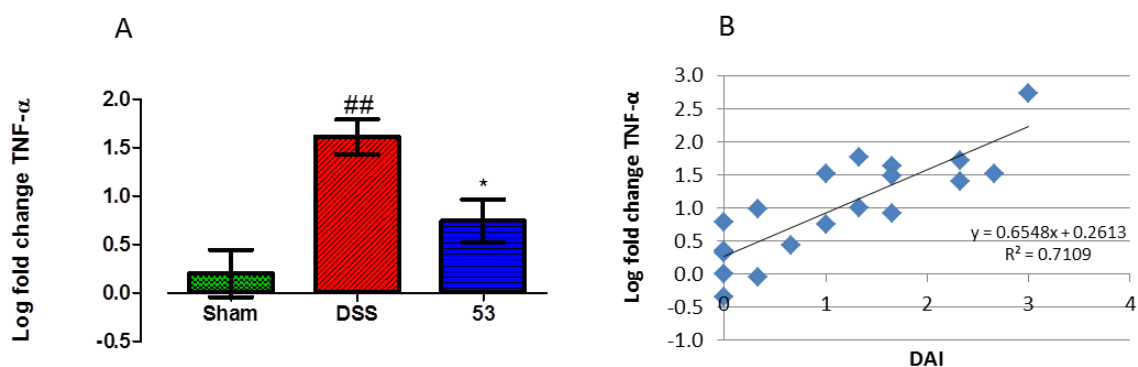 A
Log fold change TNF-α
2.0
1.5
1.0
0.5
0.0
-0.5
##
*
Sham DSS 53
B
Log fold change TNF-α
3.0
2.5
2.0
1.5
1.0
0.5
0.0
-0.5
-1.0
y = 0.6548x + 0.2613
R² = 0.7109
0 1 2 3 4
DAI